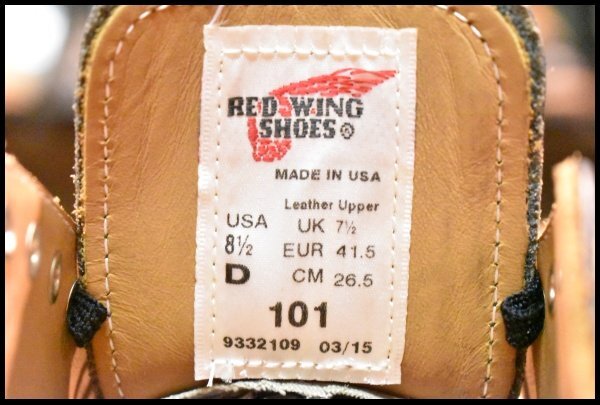 RED WING
SHOES®
MADE IN USA
Leather Upper
USA UK 7½
8½ EUR 41.5
D CM 26.5
101
9332109 03/15